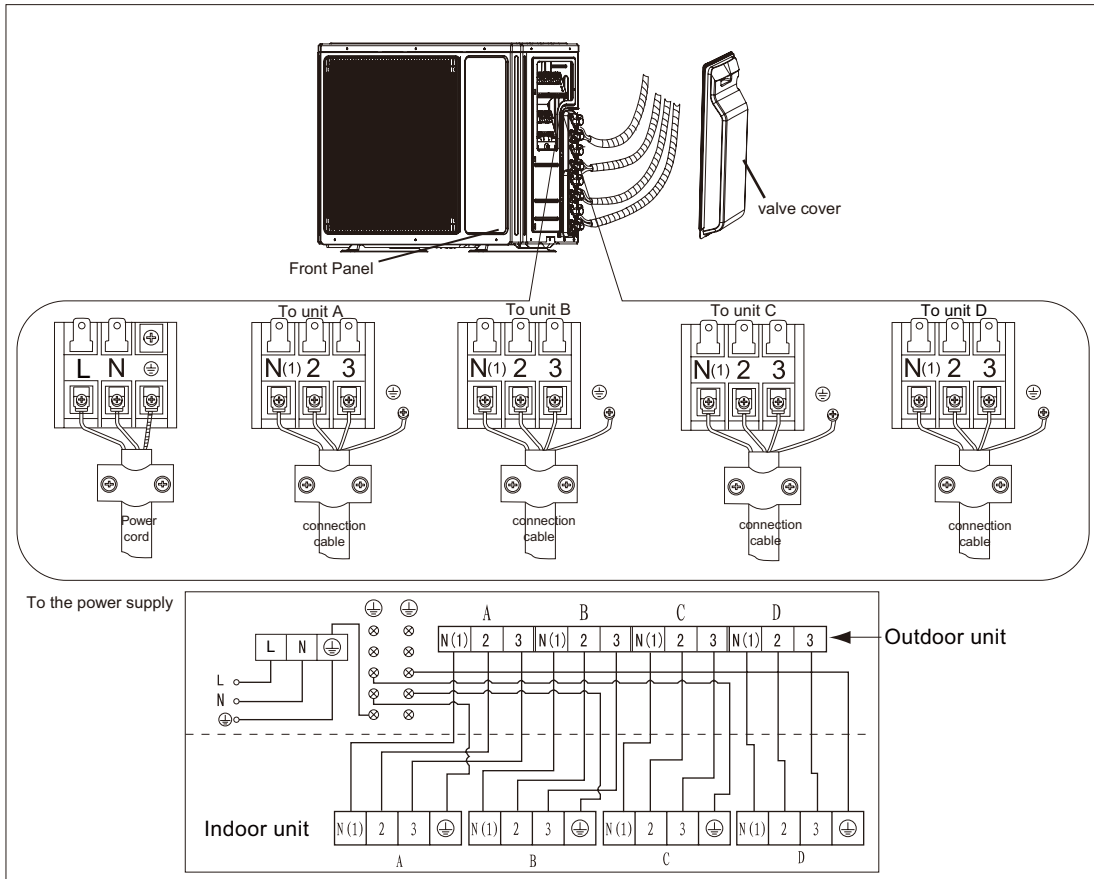 valve cover
Front Panel
To unit A
To unit B
To unit C
To unit D
L N ⏚
N(1) 2 3 ⏚
N(1) 2 3 ⏚
N(1) 2 3 ⏚
N(1) 2 3 ⏚
Power
cord
connection
cable
connection
cable
connection
cable
connection
cable
To the power supply
⏚ ⏚
A B C D
N(1) 2 3 N(1) 2 3 N(1) 2 3 N(1) 2 3
Outdoor unit
L N ⏚
L
N
⏚
Indoor unit
N(1) 2 3 ⏚ N(1) 2 3 ⏚ N(1) 2 3 ⏚ N(1) 2 3 ⏚
A B C D